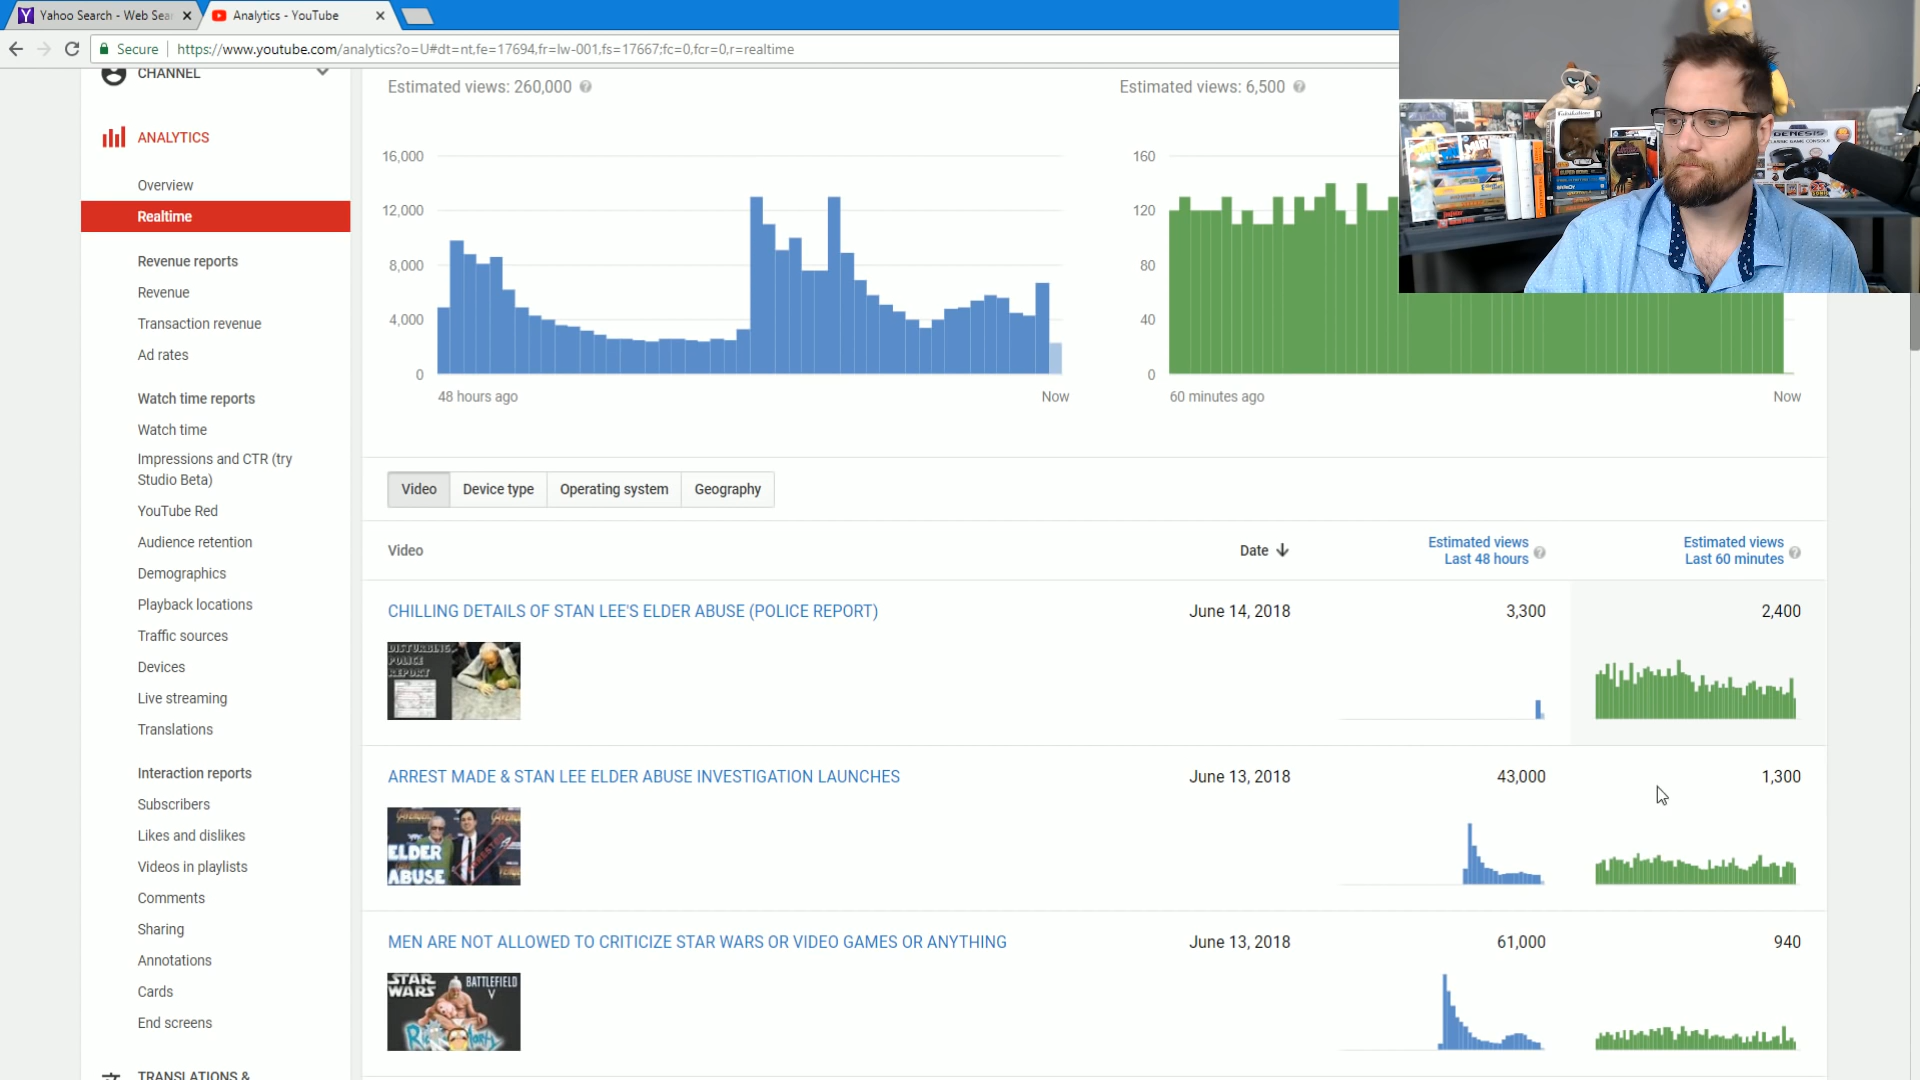 Yahoo Search - Web Sea
Analytics - YouTube
Secure
https://www.youtube.com/analytics?o=U#dt=nt,fe=17694,fr=lw-001,fs=17667;fc=0,fcr=0,r=realtime
CHANNEL
ANALYTICS
Overview
Realtime
Revenue reports
Revenue
Transaction revenue
Ad rates
Watch time reports
Watch time
Impressions and CTR (try
Studio Beta)
YouTube Red
Audience retention
Demographics
Playback locations
Traffic sources
Devices
Live streaming
Translations
Interaction reports
Subscribers
Likes and dislikes
Videos in playlists
Comments
Sharing
Annotations
Cards
End screens
TRANSLATIONS &
Estimated views: 260,000
16,000
12,000
8,000
4,000
0
48 hours ago
Now
Estimated views: 6,500
160
120
80
40
0
60 minutes ago
Now
GENESIS
Video
Device type
Operating system
Geography
Video
Date
Estimated views
Last 48 hours
Estimated views
Last 60 minutes
CHILLING DETAILS OF STAN LEE'S ELDER ABUSE (POLICE REPORT)
June 14, 2018
3,300
2,400
DISTURBING
POLICE
REPORT
ARREST MADE & STAN LEE ELDER ABUSE INVESTIGATION LAUNCHES
June 13, 2018
43,000
1,300
ELDER
ABUSE
MEN ARE NOT ALLOWED TO CRITICIZE STAR WARS OR VIDEO GAMES OR ANYTHING
June 13, 2018
61,000
940
STAR
WARS
BATTLEFIELD
V